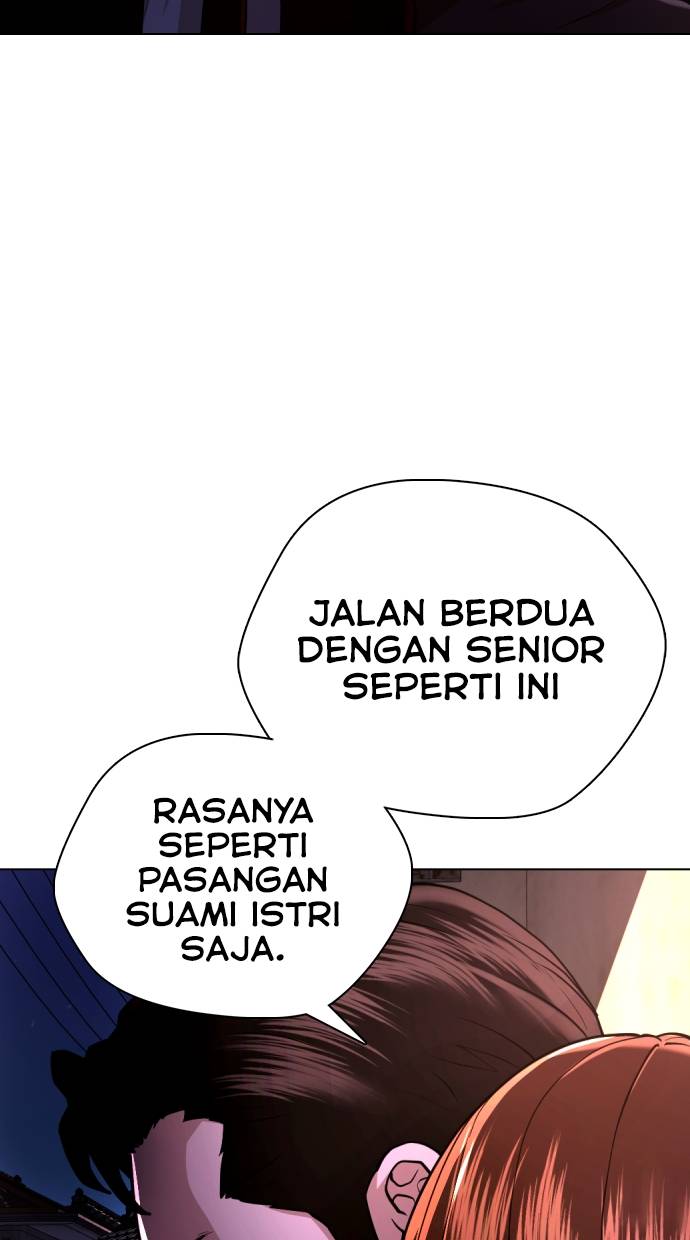 JALAN BERDUA
DENGAN SENIOR
SEPERTI INI
RASANYA
SEPERTI
PASANGAN
SUAMI ISTRI
SAJA.